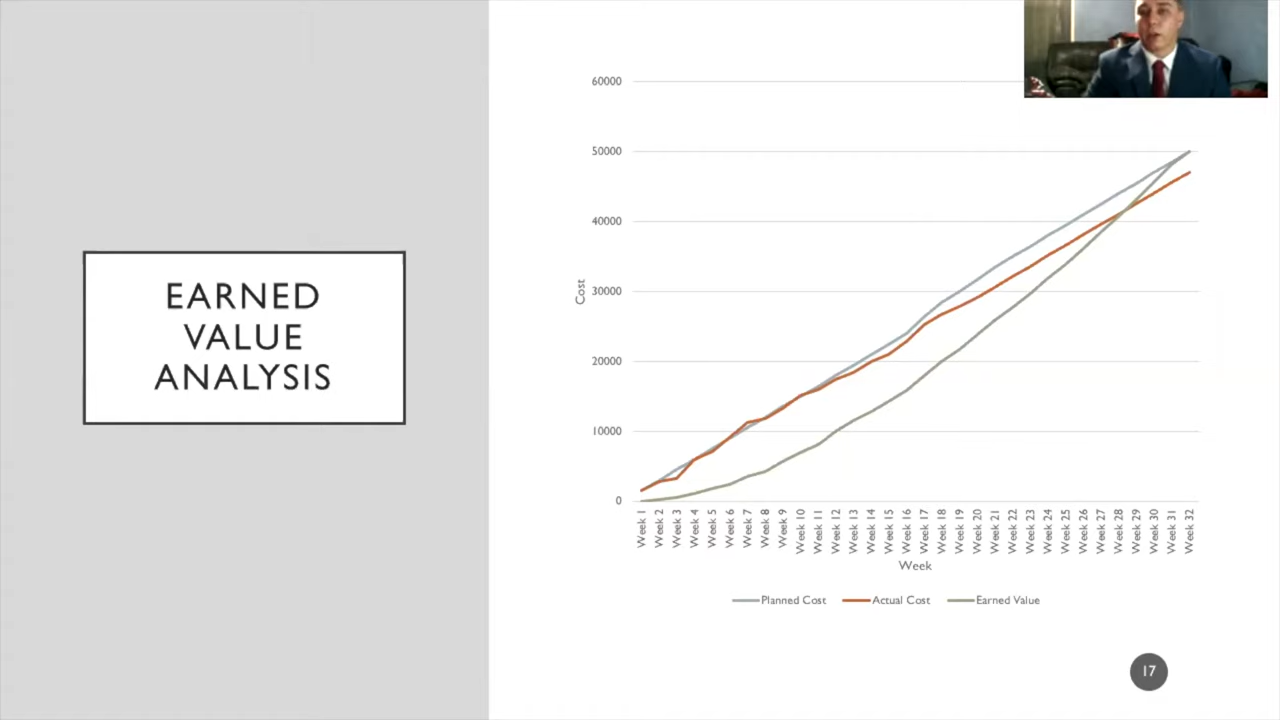 EARNED
VALUE
ANALYSIS
60000
50000
40000
30000
20000
10000
0
Cost
Week 1
Week 2
Week 3
Week 4
Week 5
Week 6
Week 7
Week 8
Week 9
Week 10
Week 11
Week 12
Week 13
Week 14
Week 15
Week 16
Week 17
Week 18
Week 19
Week 20
Week 21
Week 22
Week 23
Week 24
Week 25
Week 26
Week 27
Week 28
Week 29
Week 30
Week 31
Week 32
Week
Planned Cost Actual Cost Earned Value
17